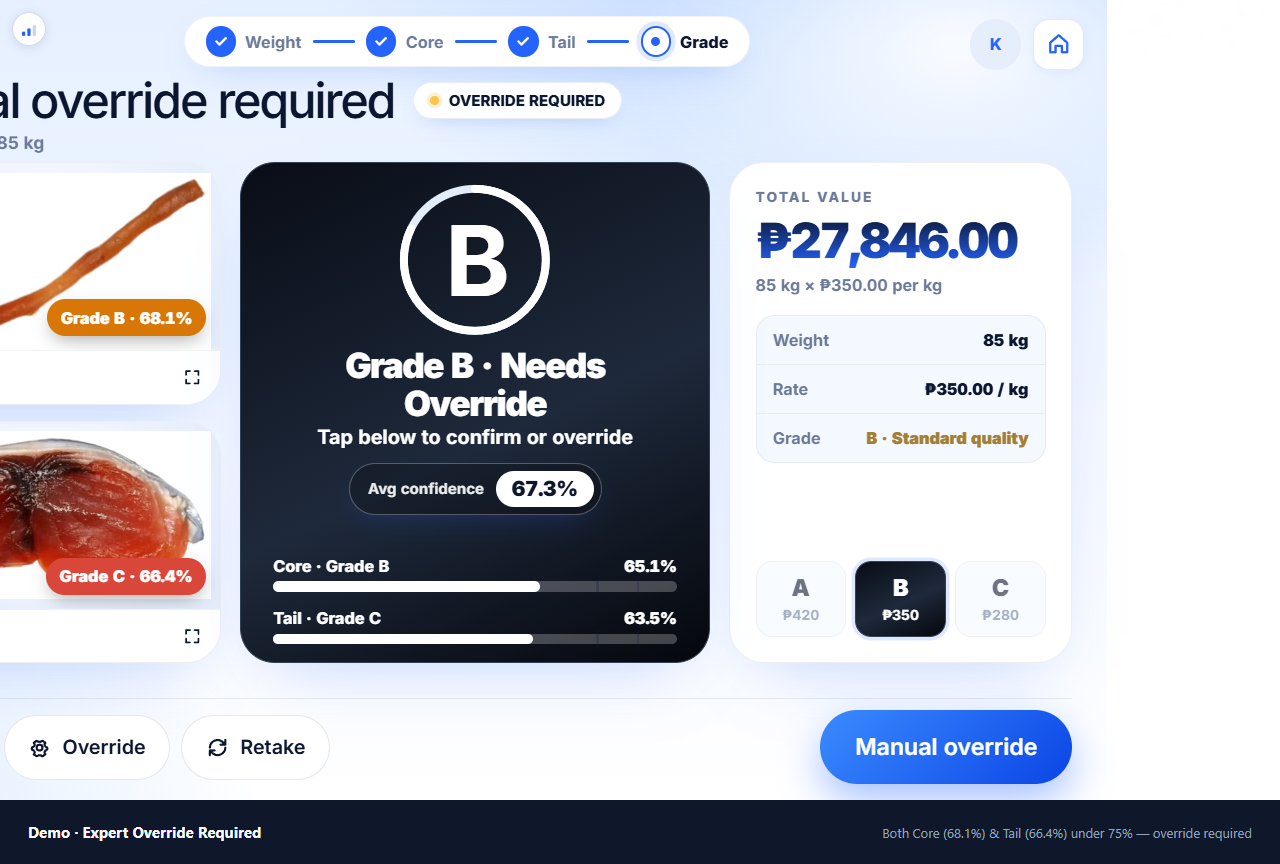 Weight
Core
Tail
Grade
K
al override required
OVERRIDE REQUIRED
85 kg
Grade B · 68.1%
Grade C · 66.4%
B
Grade B · Needs
Override
Tap below to confirm or override
Avg confidence
67.3%
Core · Grade B
65.1%
Tail · Grade C
63.5%
TOTAL VALUE
₱27,846.00
85 kg × ₱350.00 per kg
Weight
85 kg
Rate
₱350.00 / kg
Grade
B · Standard quality
A
₱420
B
₱350
C
₱280
Override
Retake
Manual override
Demo · Expert Override Required
Both Core (68.1%) & Tail (66.4%) under 75% — override required